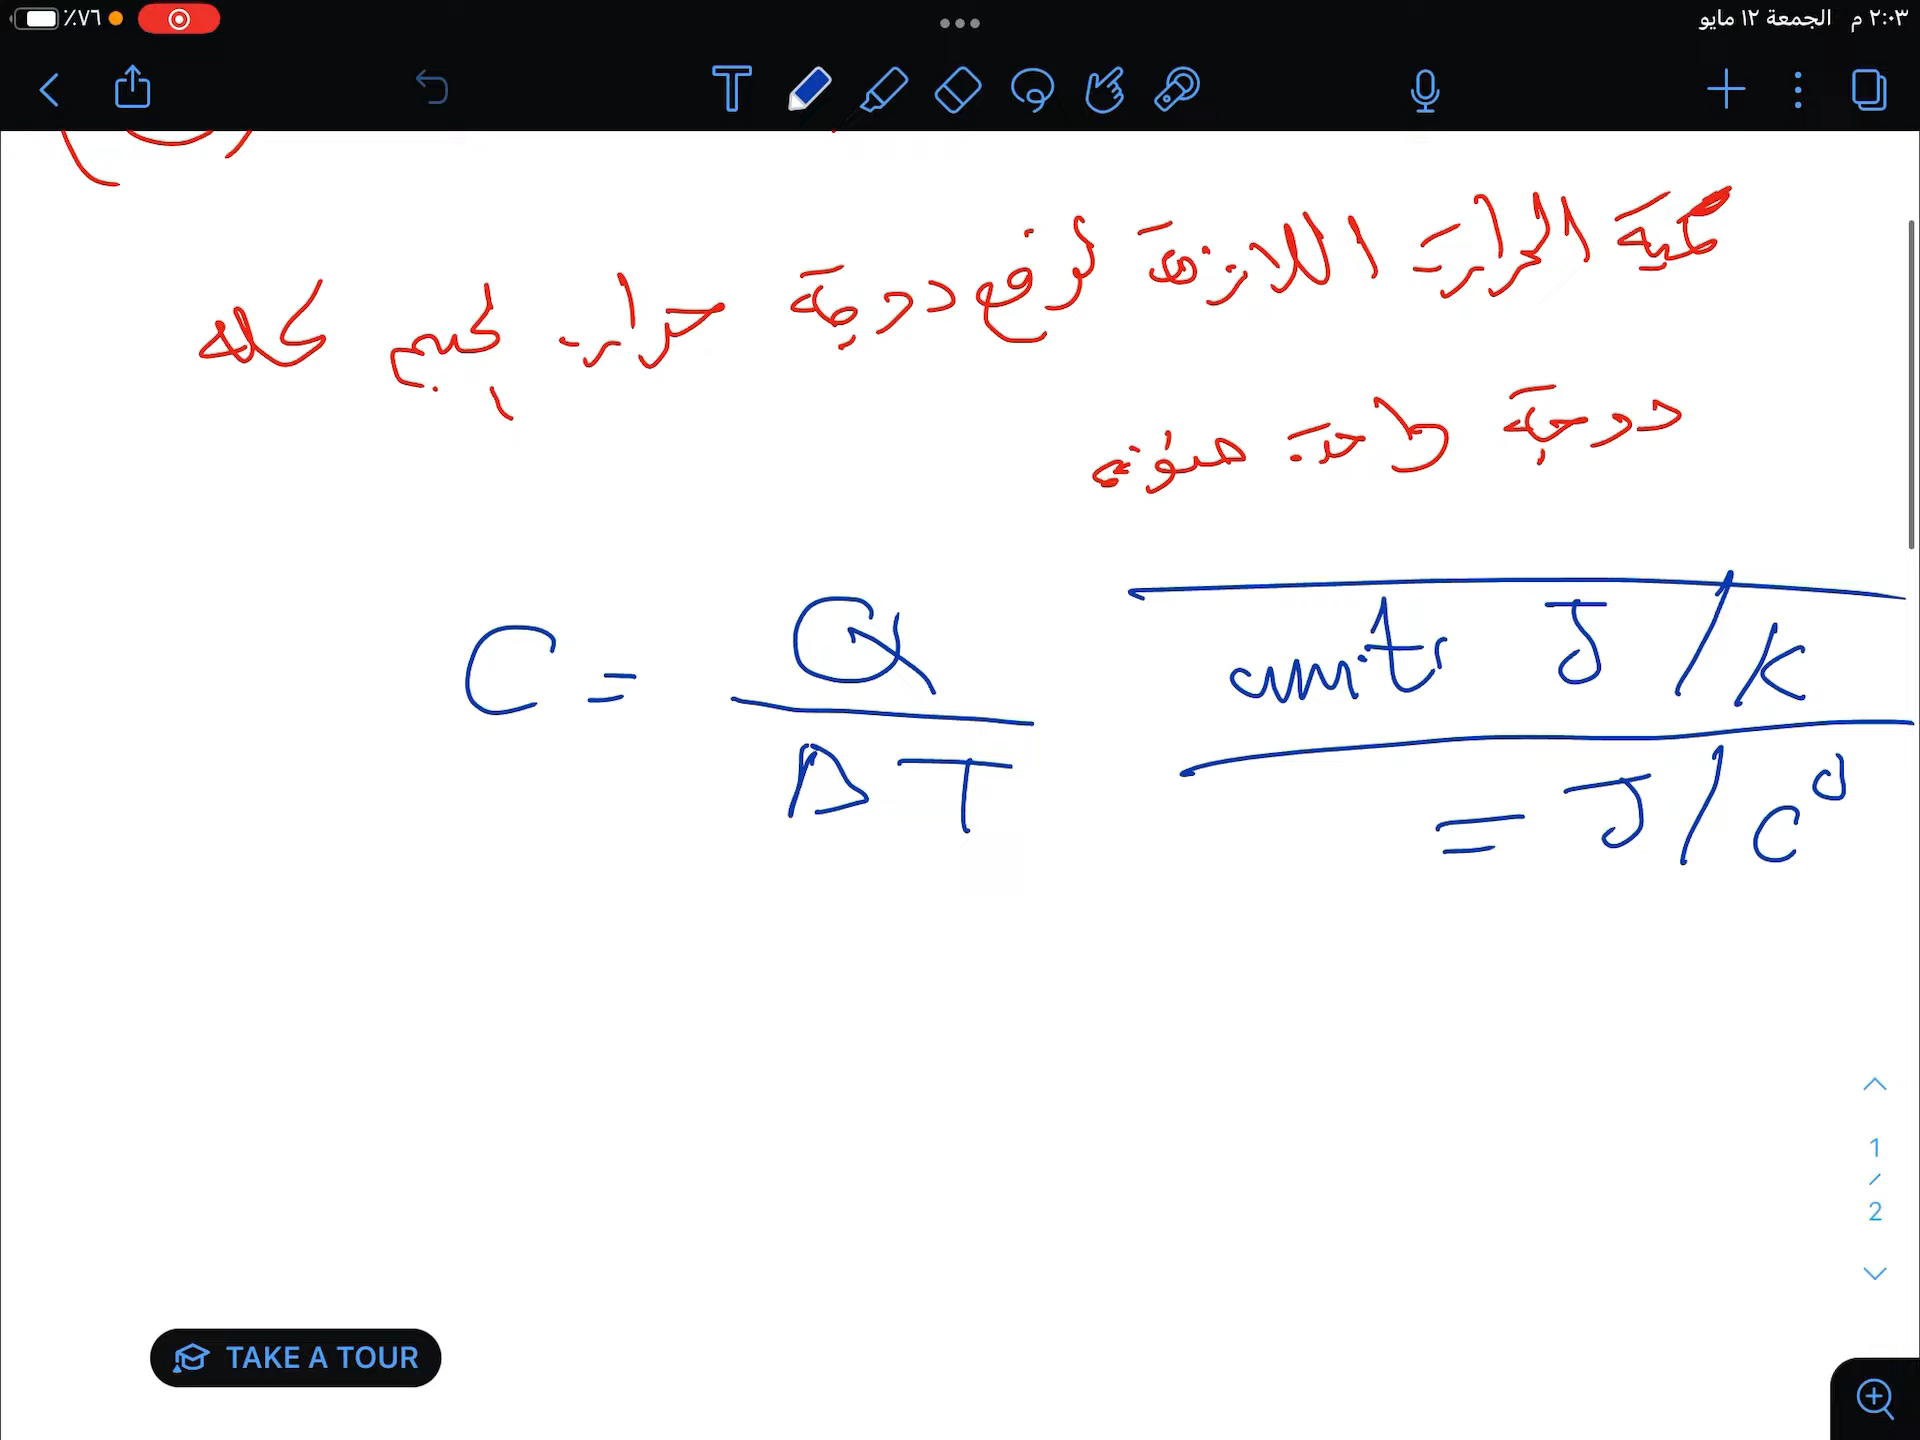 ٪٧٦
٢:٠٣ م الجمعة ١٢ مايو
كمية الحرارة اللازمة لرفع درجة حرارة الجسم كله
درجة واحدة مئوية
C = Q / ΔT
units J/K
= J/C°
1
/
2
TAKE A TOUR